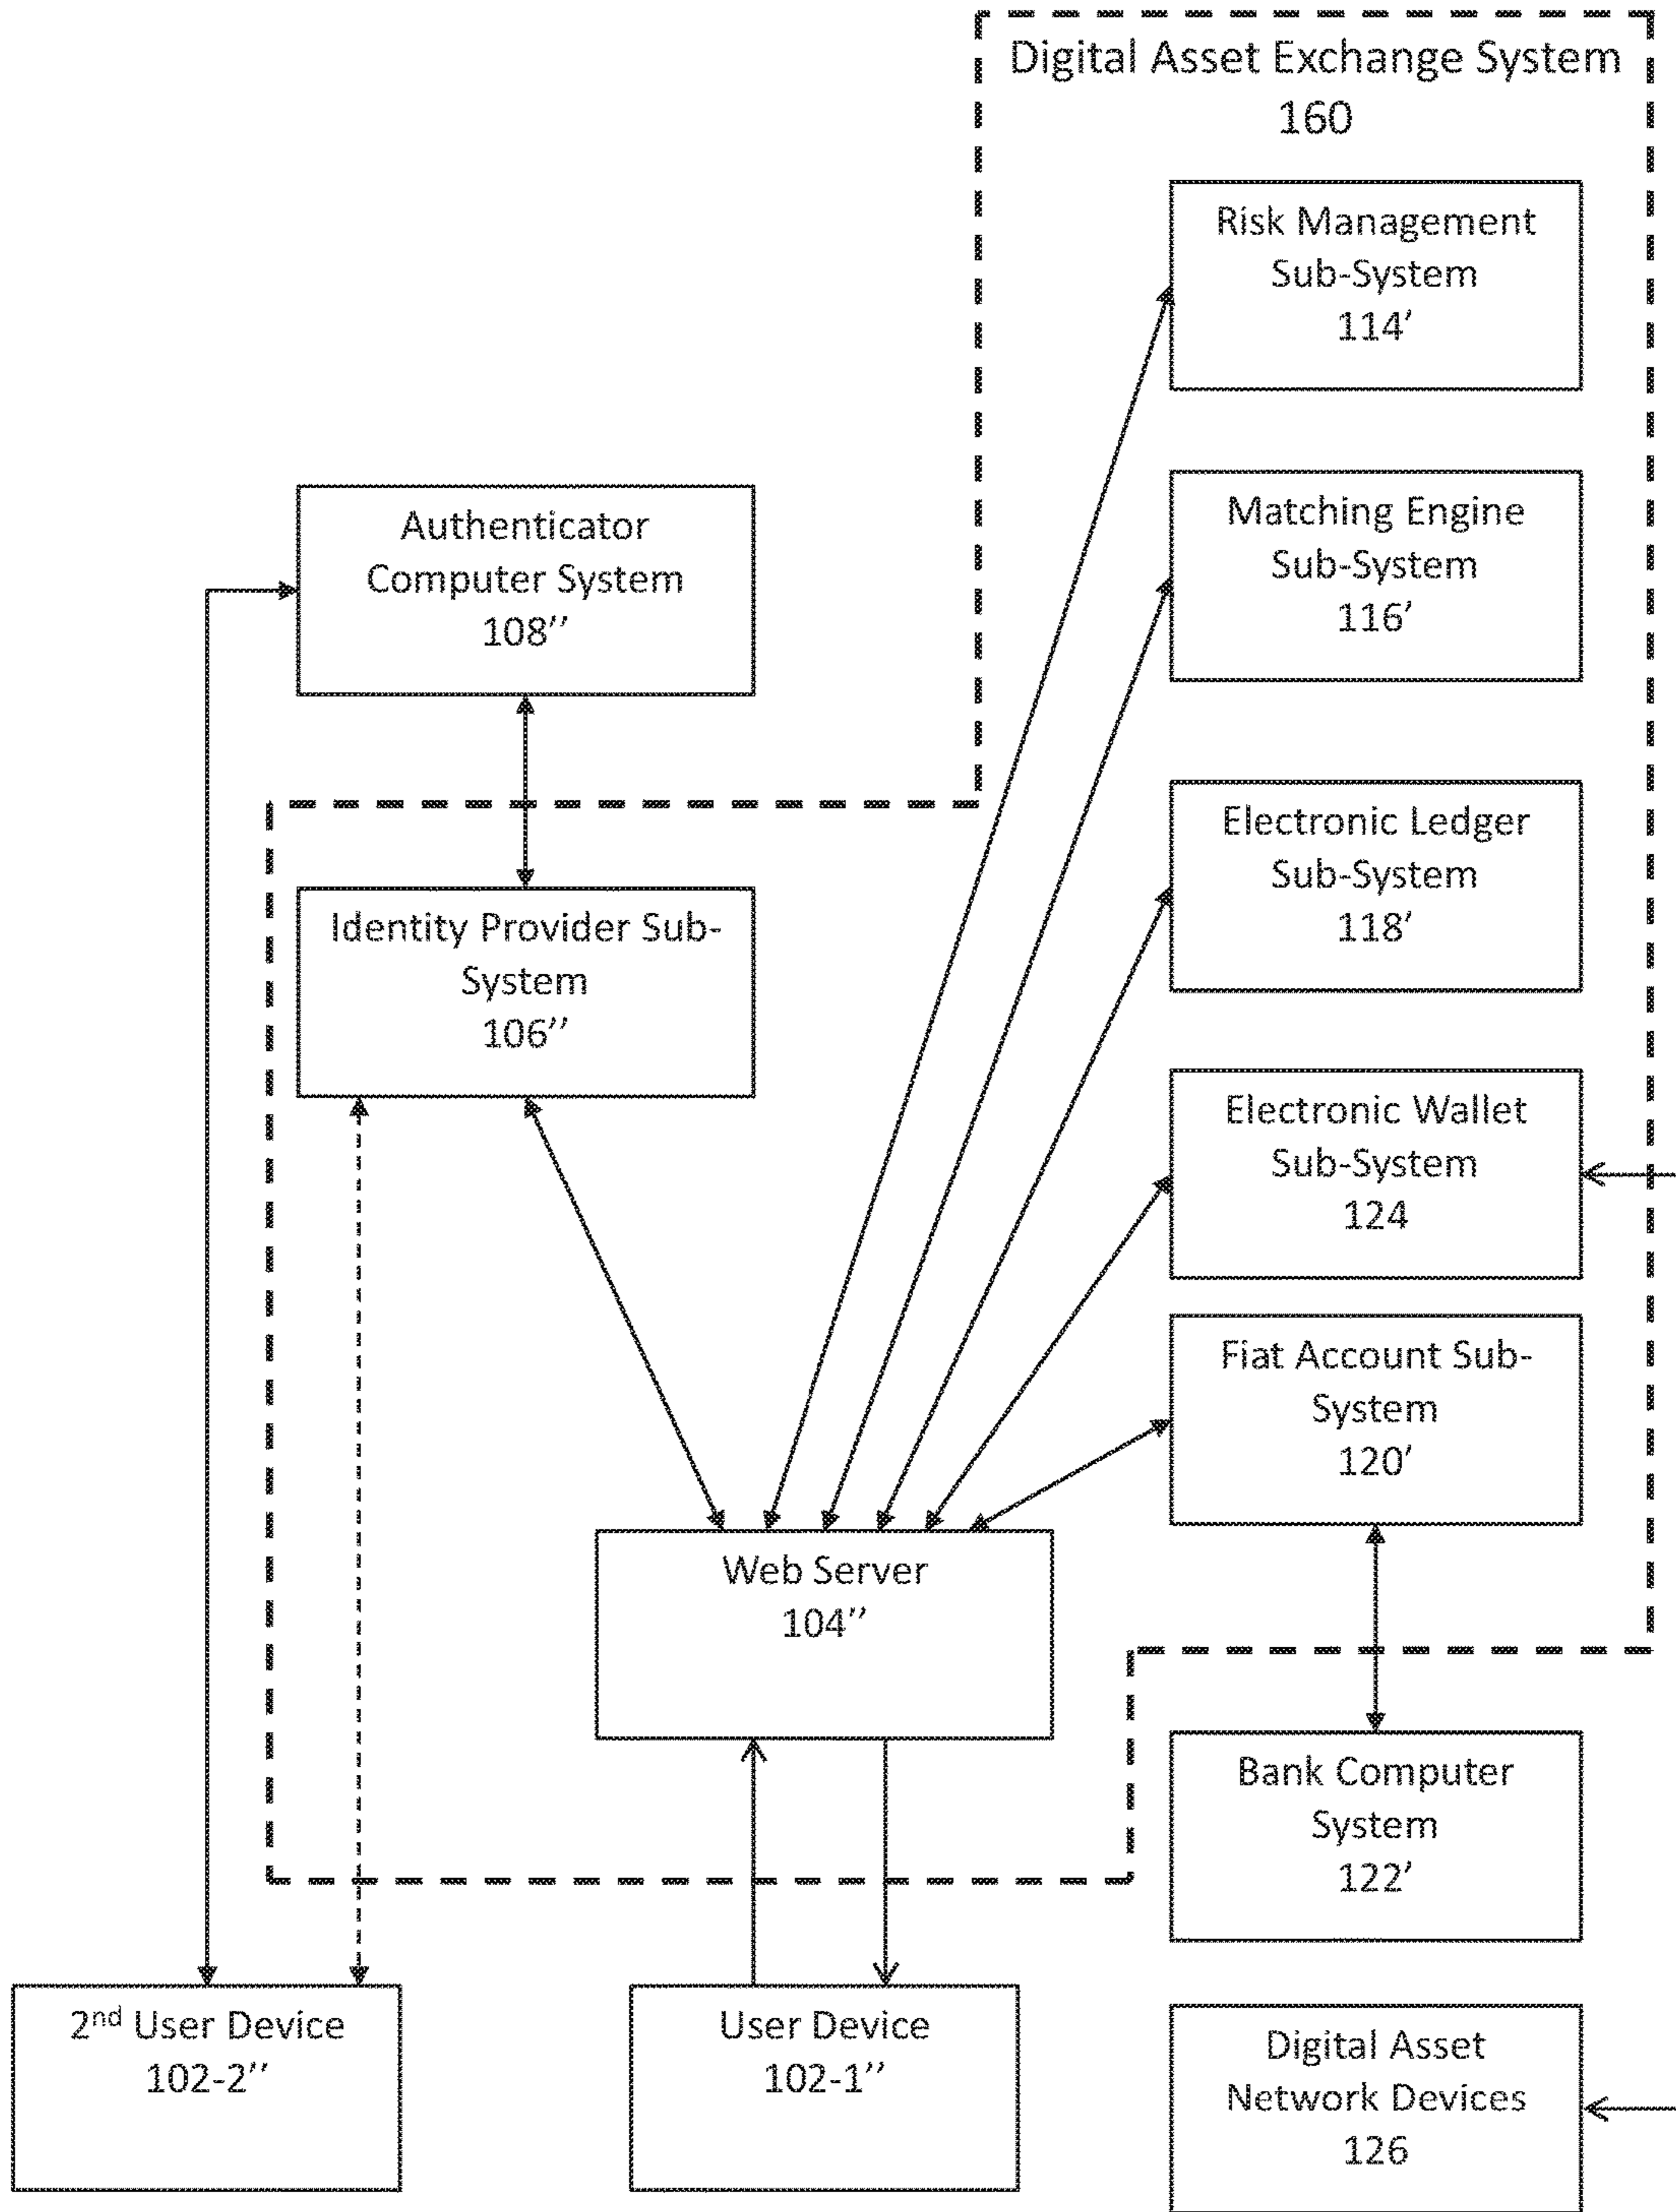 Digital Asset Exchange System
160
Risk Management
Sub-System
114’
Matching Engine
Sub-System
116’
Authenticator
Computer System
108’’
Electronic Ledger
Sub-System
118’
Identity Provider Sub-
System
106’’
Electronic Wallet
Sub-System
124
Fiat Account Sub-
System
120’
Web Server
104’’
Bank Computer
System
122’
2nd User Device
102-2’’
User Device
102-1’’
Digital Asset
Network Devices
126